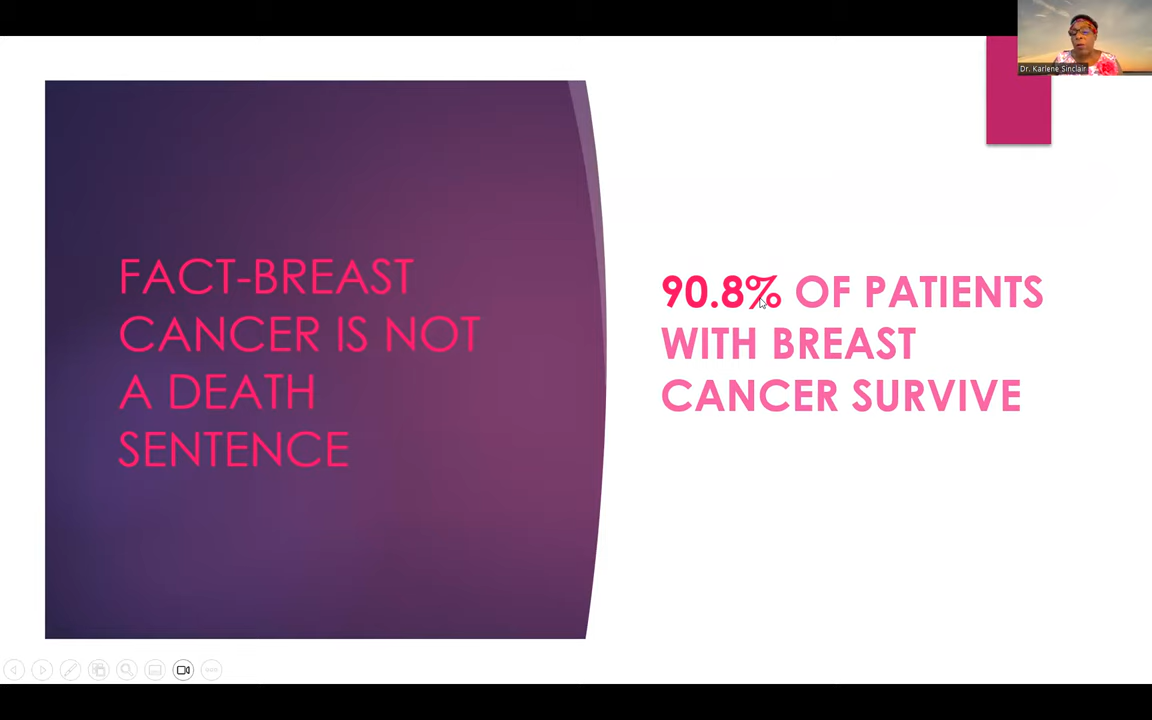 Dr. Karlene Sinclair
FACT-BREAST
CANCER IS NOT
A DEATH
SENTENCE
90.8% OF PATIENTS
WITH BREAST
CANCER SURVIVE